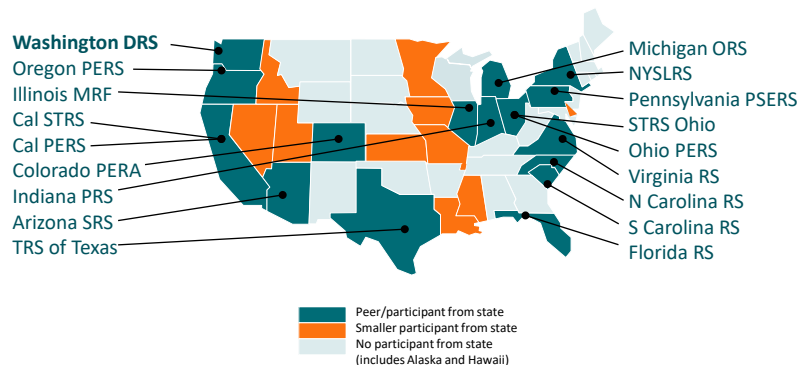 Washington DRS
Oregon PERS
Illinois MRF
Cal STRS
Cal PERS
Colorado PERA
Indiana PRS
Arizona SRS
TRS of Texas
Michigan ORS
NYSLRS
Pennsylvania PSERS
STRS Ohio
Ohio PERS
Virginia RS
N Carolina RS
S Carolina RS
Florida RS
Peer/participant from state
Smaller participant from state
No participant from state
(includes Alaska and Hawaii)